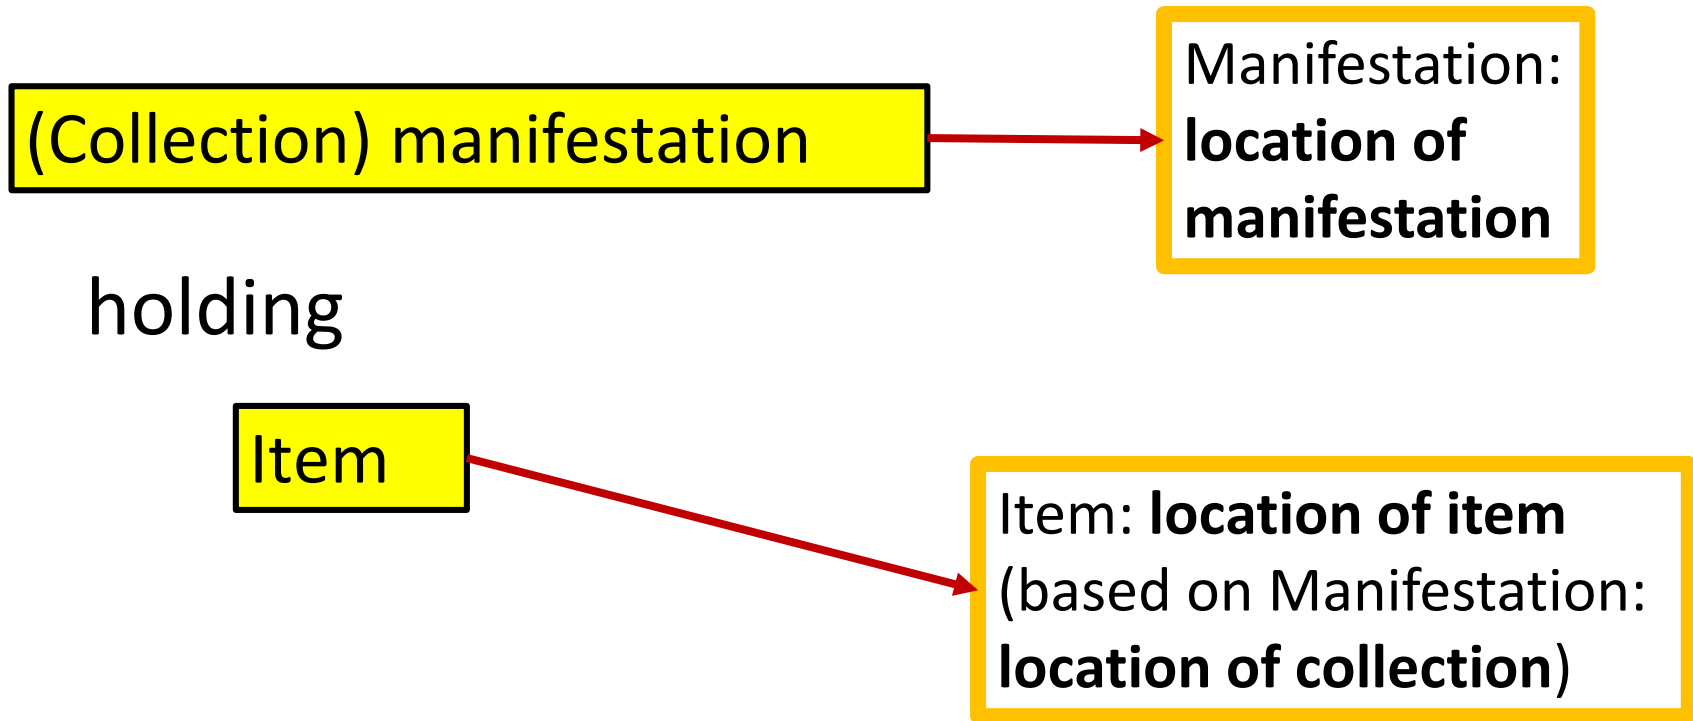 (Collection) manifestation
Manifestation:
location of
manifestation
holding
Item
Item: location of item
(based on Manifestation:
location of collection)